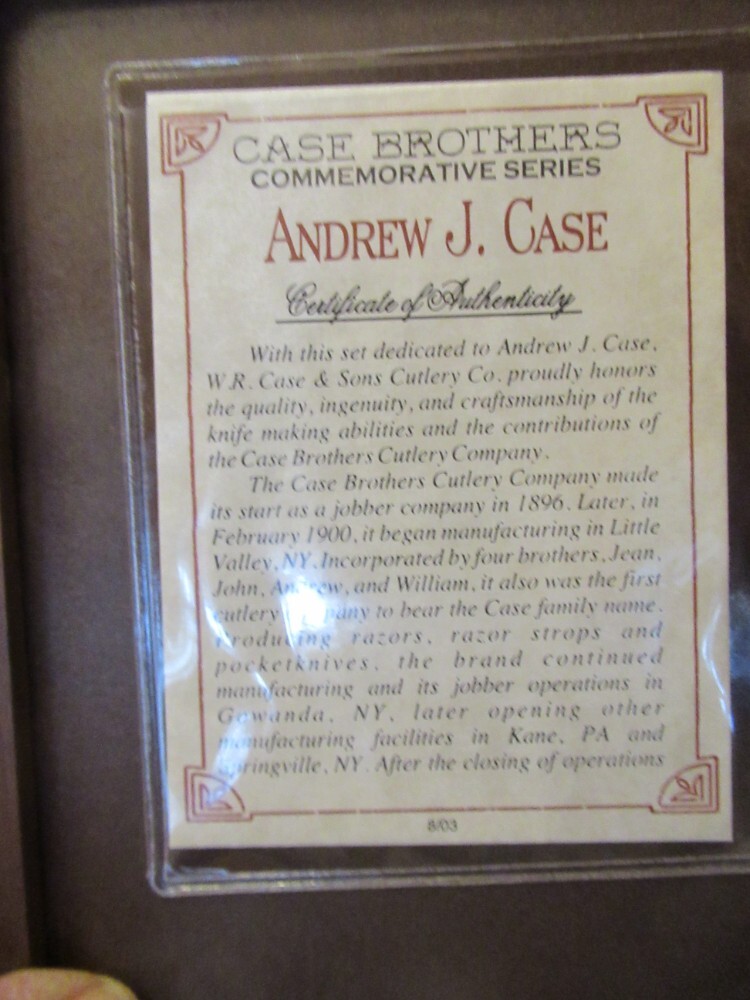 CASE BROTHERS
COMMEMORATIVE SERIES
ANDREW J. CASE
Certificate of Authenticity
With this set dedicated to Andrew J. Case,
W.R. Case & Sons Cutlery Co. proudly honors
the quality, ingenuity, and craftsmanship of the
knife making abilities and the contributions of
the Case Brothers Cutlery Company.
The Case Brothers Cutlery Company made
its start as a jobber company in 1896. Later, in
February 1900, it began manufacturing in Little
Valley, NY. Incorporated by four brothers, Jean,
John, Andrew, and William, it also was the first
cutlery company to bear the Case family name.
Producing razors, razor strops and
pocketknives, the brand continued
manufacturing and its jobber operations in
Gowanda, NY, later opening other
manufacturing facilities in Kane, PA and
Springville, NY. After the closing of operations
8/03